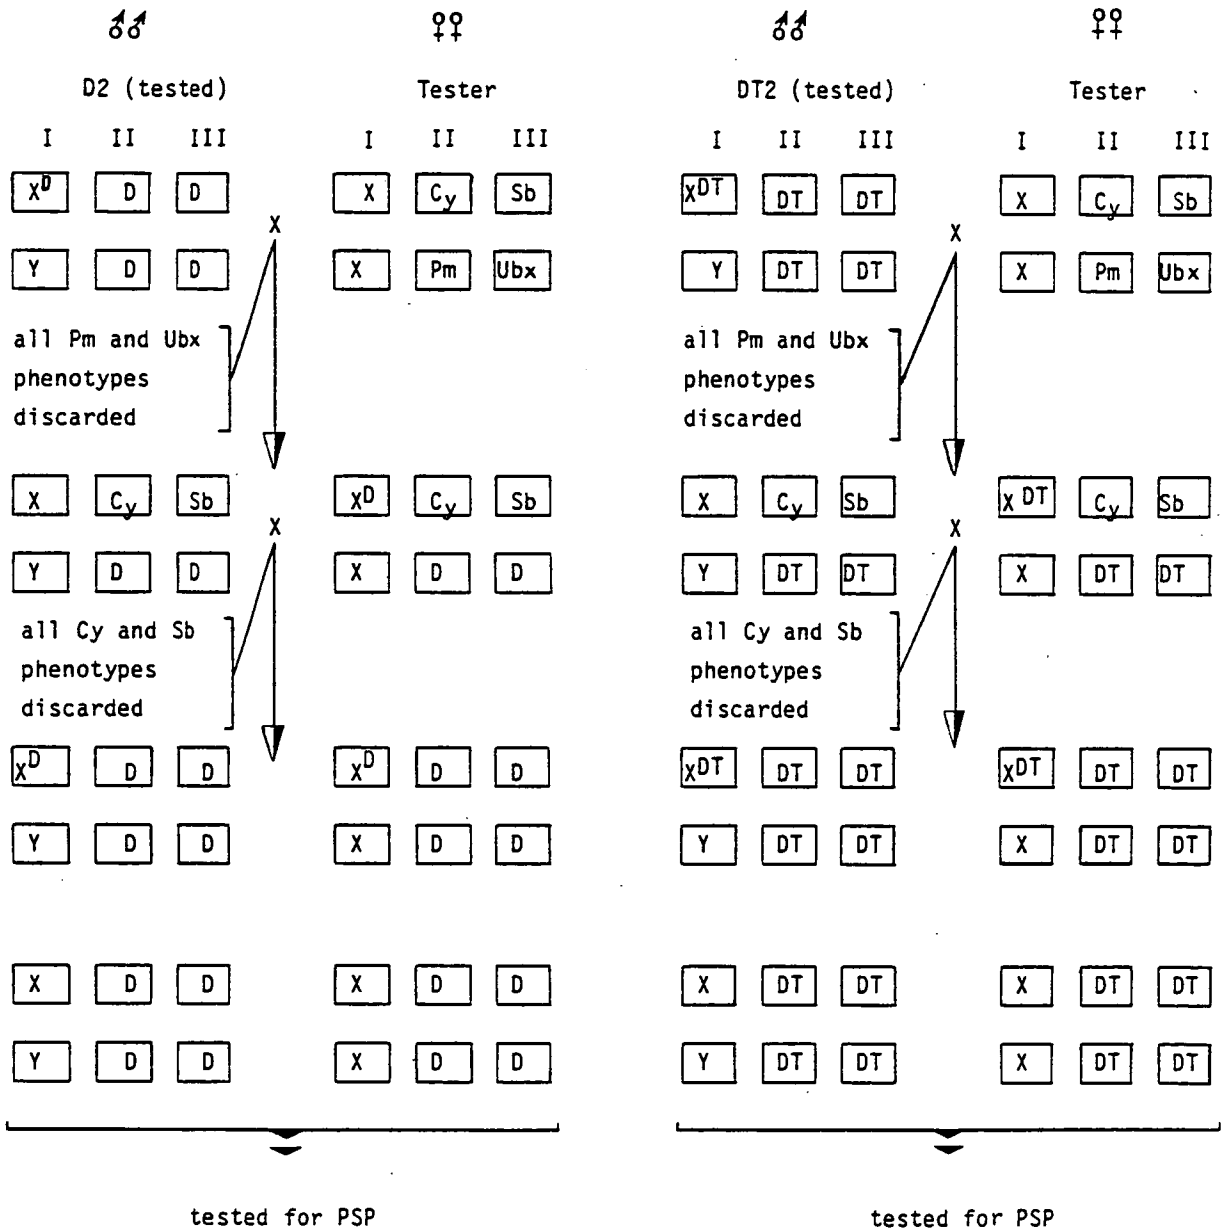 ♂♂ ♀♀ ♂♂ ♀♀
D2 (tested) Tester DT2 (tested) Tester
I II III I II III I II III I II III
X^D D D X Cy Sb X^DT DT DT X Cy Sb
X X
Y D D X Pm Ubx Y DT DT X Pm Ubx
all Pm and Ubx all Pm and Ubx
phenotypes phenotypes
discarded discarded
X Cy Sb X^D Cy Sb X Cy Sb X^DT Cy Sb
X X
Y D D X D D Y DT DT X DT DT
all Cy and Sb all Cy and Sb
phenotypes phenotypes
discarded discarded
X^D D D X^D D D X^DT DT DT X^DT DT DT
Y D D X D D Y DT DT X DT DT
X D D X D D X DT DT X DT DT
Y D D X D D Y DT DT X DT DT
tested for PSP tested for PSP